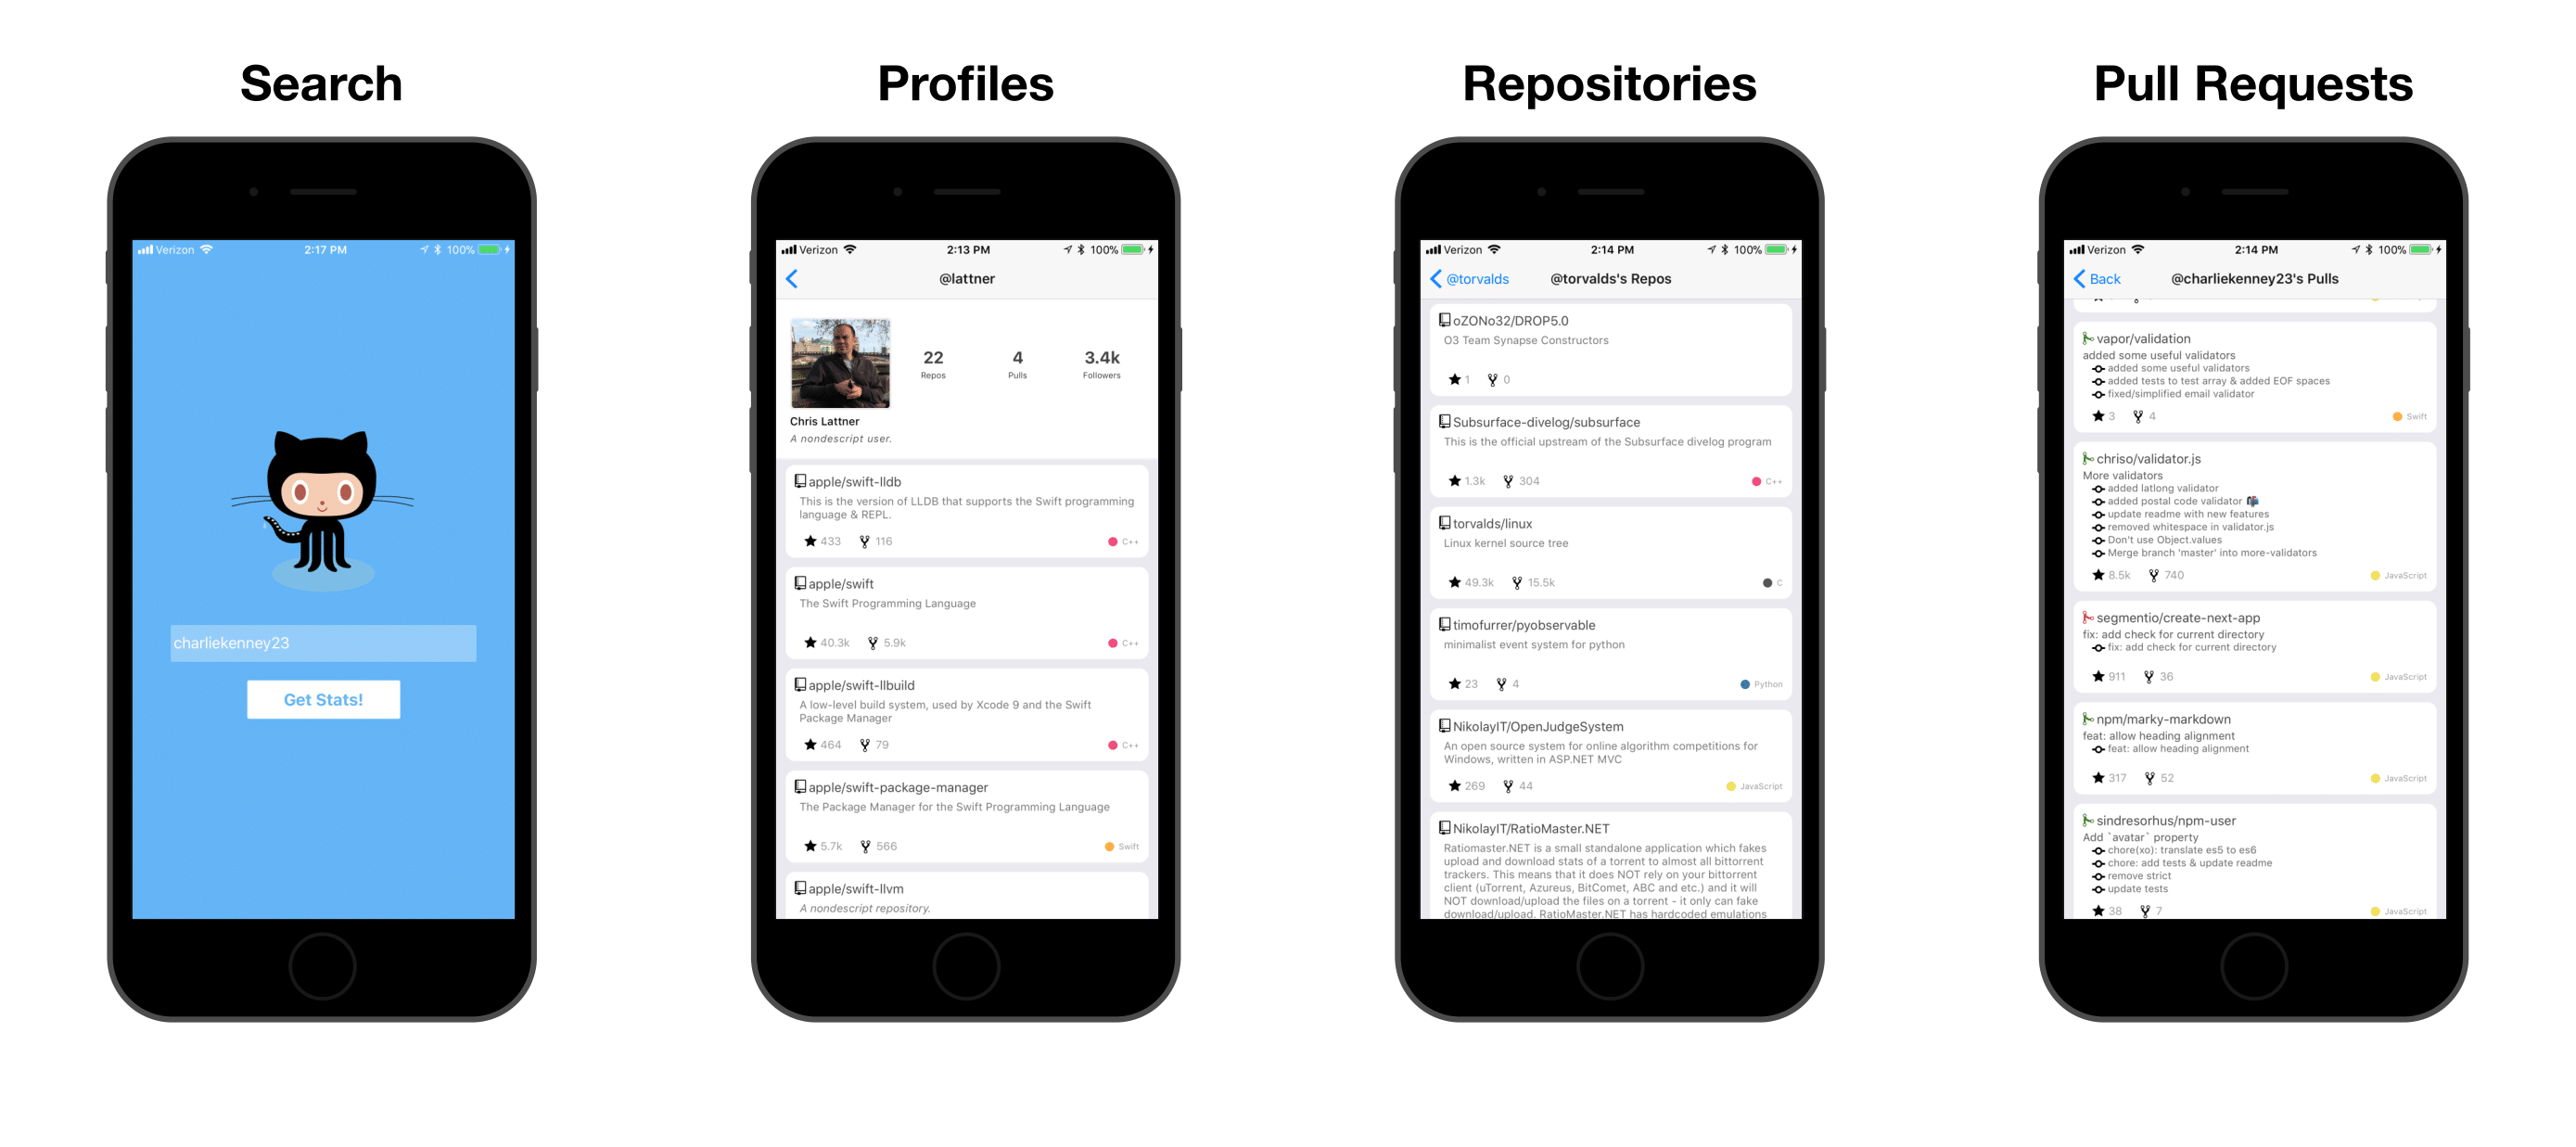 Search
Verizon 2:17 PM 100%
charliekenney23
Get Stats!
Profiles
Verizon 2:13 PM 100%
@lattner
22 4 3.4k
Repos Pulls Followers
Chris Lattner
A nondescript user.
apple/swift-lldb
This is the version of LLDB that supports the Swift programming
language & REPL.
433 116 C++
apple/swift
The Swift Programming Language
40.3k 5.9k C++
apple/swift-llbuild
A low-level build system, used by Xcode 9 and the Swift
Package Manager
464 79 C++
apple/swift-package-manager
The Package Manager for the Swift Programming Language
5.7k 566 Swift
apple/swift-llvm
A nondescript repository.
Repositories
Verizon 2:14 PM 100%
@torvalds @torvalds's Repos
oZONo32/DROP5.0
O3 Team Synapse Constructors
1 0
Subsurface-divelog/subsurface
This is the official upstream of the Subsurface divelog program
1.3k 304 C++
torvalds/linux
Linux kernel source tree
49.3k 15.5k C
timofurrer/pyobservable
minimalist event system for python
23 4 Python
NikolayIT/OpenJudgeSystem
An open source system for online algorithm competitions for
Windows, written in ASP.NET MVC
269 44 JavaScript
NikolayIT/RatioMaster.NET
Ratiomaster.NET is a small standalone application which fakes
upload and download stats of a torrent to almost all bittorrent
trackers. This means that it does NOT rely on your bittorrent
client (uTorrent, Azureus, BitComet, ABC and etc.) and it will
NOT download/upload the files on a torrent - it only can fake
download/upload. RatioMaster.NET has hardcoded emulations
Pull Requests
Verizon 2:14 PM 100%
Back @charliekenney23's Pulls
vapor/validation
added some useful validators
added some useful validators
added tests to test array & added EOF spaces
fixed/simplified email validator
3 4 Swift
chriso/validator.js
More validators
added latlong validator
added postal code validator 📬
update readme with new features
removed whitespace in validator.js
Don't use Object.values
Merge branch 'master' into more-validators
8.5k 740 JavaScript
segmentio/create-next-app
fix: add check for current directory
fix: add check for current directory
911 36 JavaScript
npm/marky-markdown
feat: allow heading alignment
feat: allow heading alignment
317 52 JavaScript
sindresorhus/npm-user
Add `avatar` property
chore(xo): translate es5 to es6
chore: add tests & update readme
remove strict
update tests
38 7 JavaScript